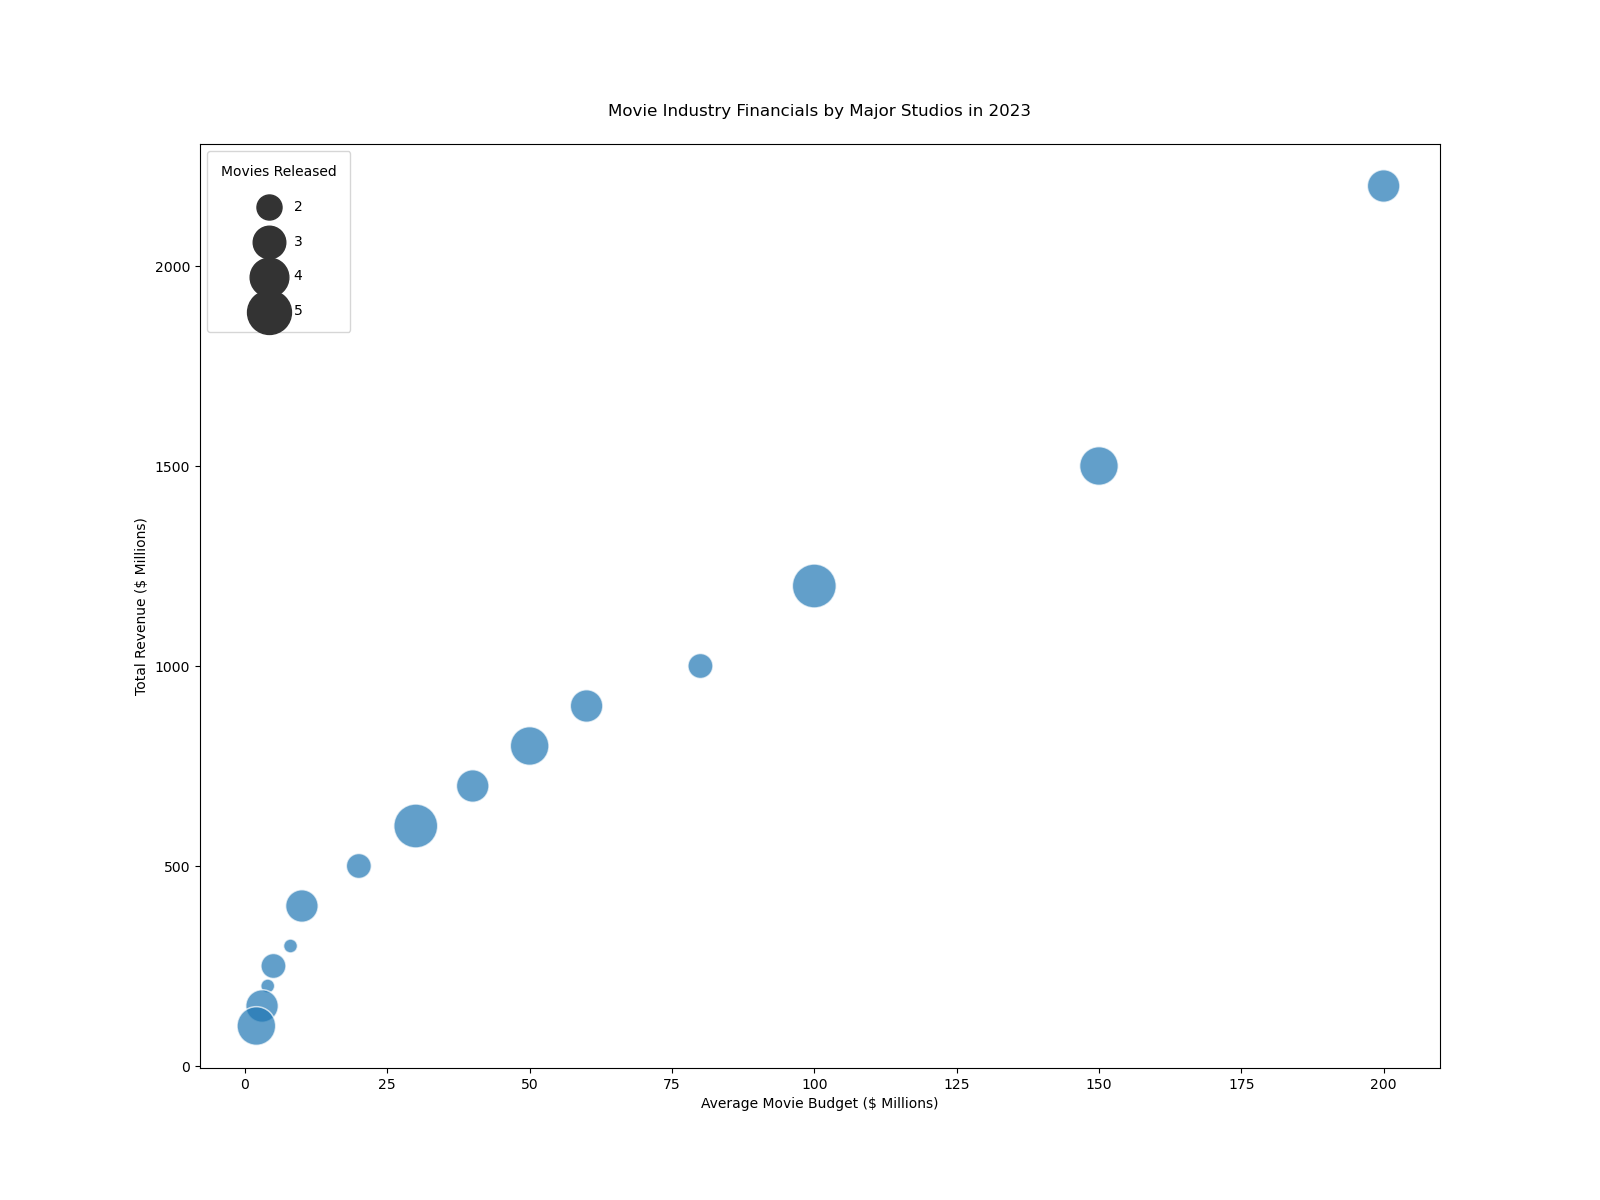 Movie Industry Financials by Major Studios in 2023
Movies Released
2
3
4
5
2000
1500
1000
500
0
Total Revenue ($ Millions)
0 25 50 75 100 125 150 175 200
Average Movie Budget ($ Millions)